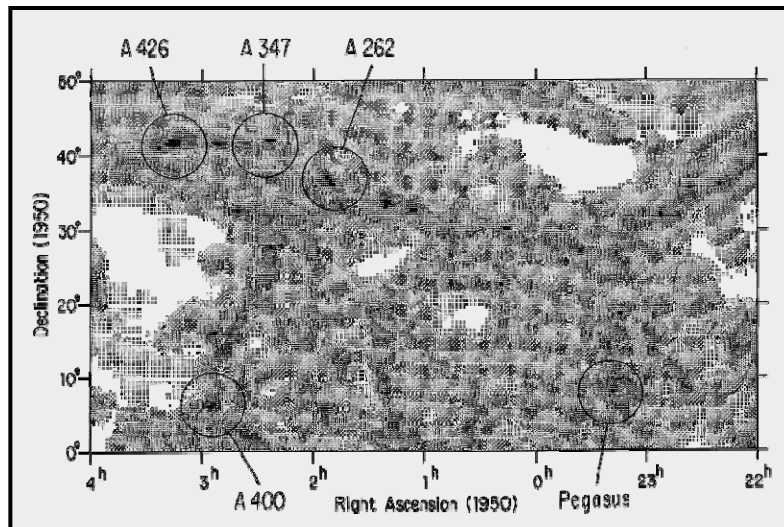 A 426 A 347 A 262
50°
40°
30°
20°
10°
0°
Declination (1950)
4h 3h 2h 1h 0h 23h 22h
A 400 Right Ascension (1950) Pegasus